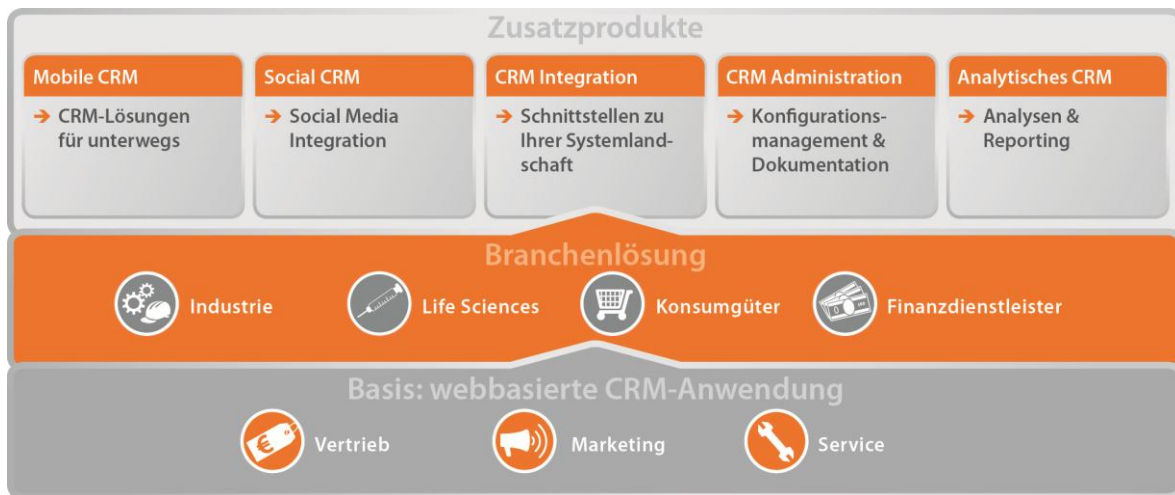 Zusatzprodukte
Mobile CRM
→ CRM-Lösungen
für unterwegs
Social CRM
→ Social Media
Integration
CRM Integration
→ Schnittstellen zu
Ihrer Systemland-
schaft
CRM Administration
→ Konfigurations-
management &
Dokumentation
Analytisches CRM
→ Analysen &
Reporting
Branchenlösung
Industrie
Life Sciences
Konsumgüter
Finanzdienstleister
Basis: webbasierte CRM-Anwendung
€
Vertrieb
Marketing
Service